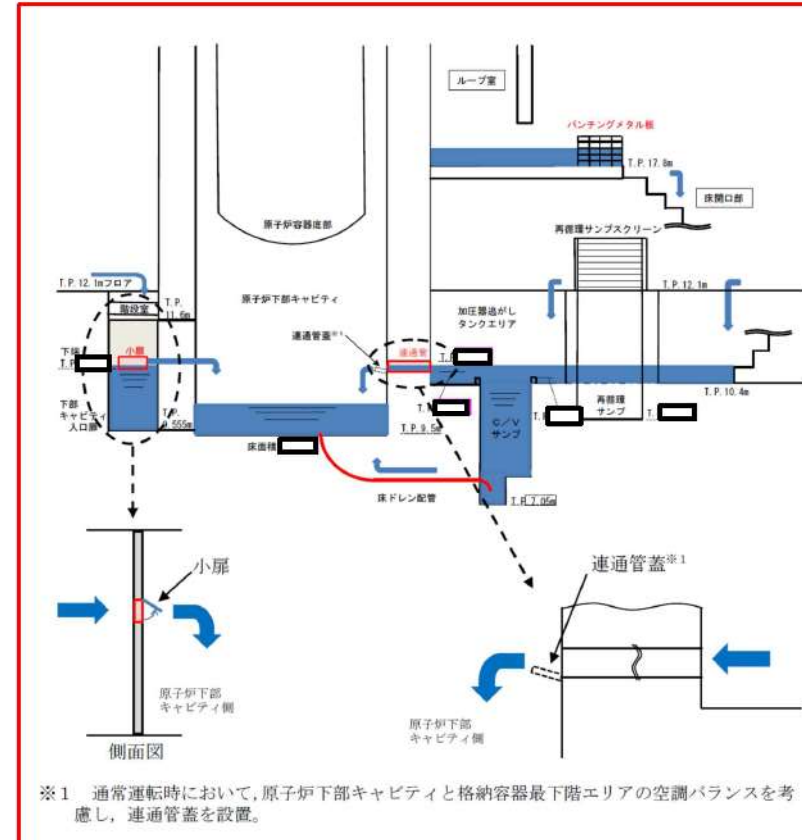 ループ室
パンチングメタル板
T.P.17.8m
床開口部
原子炉容器底部
再循環サンプスクリーン
T.P.12.1mフロア
T.P.12.1m
階段室
T.P.
11.6m
原子炉下部キャビティ
加圧器逃がし
タンクエリア
連通管蓋※1
連通管
小扉
下端
T.P
T.P.10.4m
下部
キャビティ
入口扉
T.P.
9.555m
T.P.9.5m
C/V
サンプ
再循環
サンプ
床面積
床ドレン配管
T.P.7.05m
小扉
連通管蓋※1
原子炉下部
キャビティ側
原子炉下部
キャビティ側
側面図
※1 通常運転時において,原子炉下部キャビティと格納容器最下階エリアの空調バランスを考
慮し,連通管蓋を設置。